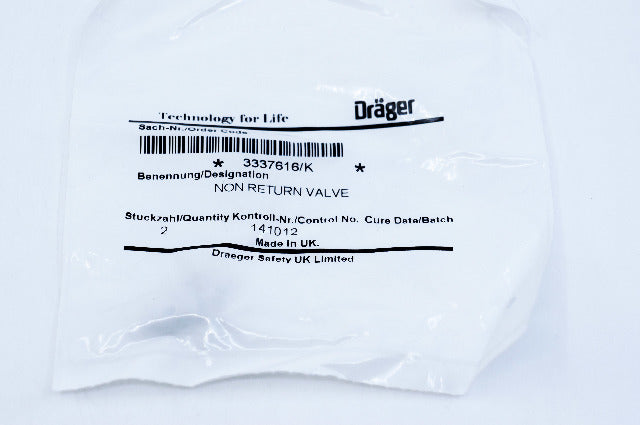 Technology for Life Dräger
Sach-Nr./Order Code
* 3337616/K *
Benennung/Designation
NON RETURN VALVE
Stuckzahl/Quantity Kontroll-Nr./Control No. Cure Data/Batch
2 141012
Made In UK.
Draeger Safety UK Limited